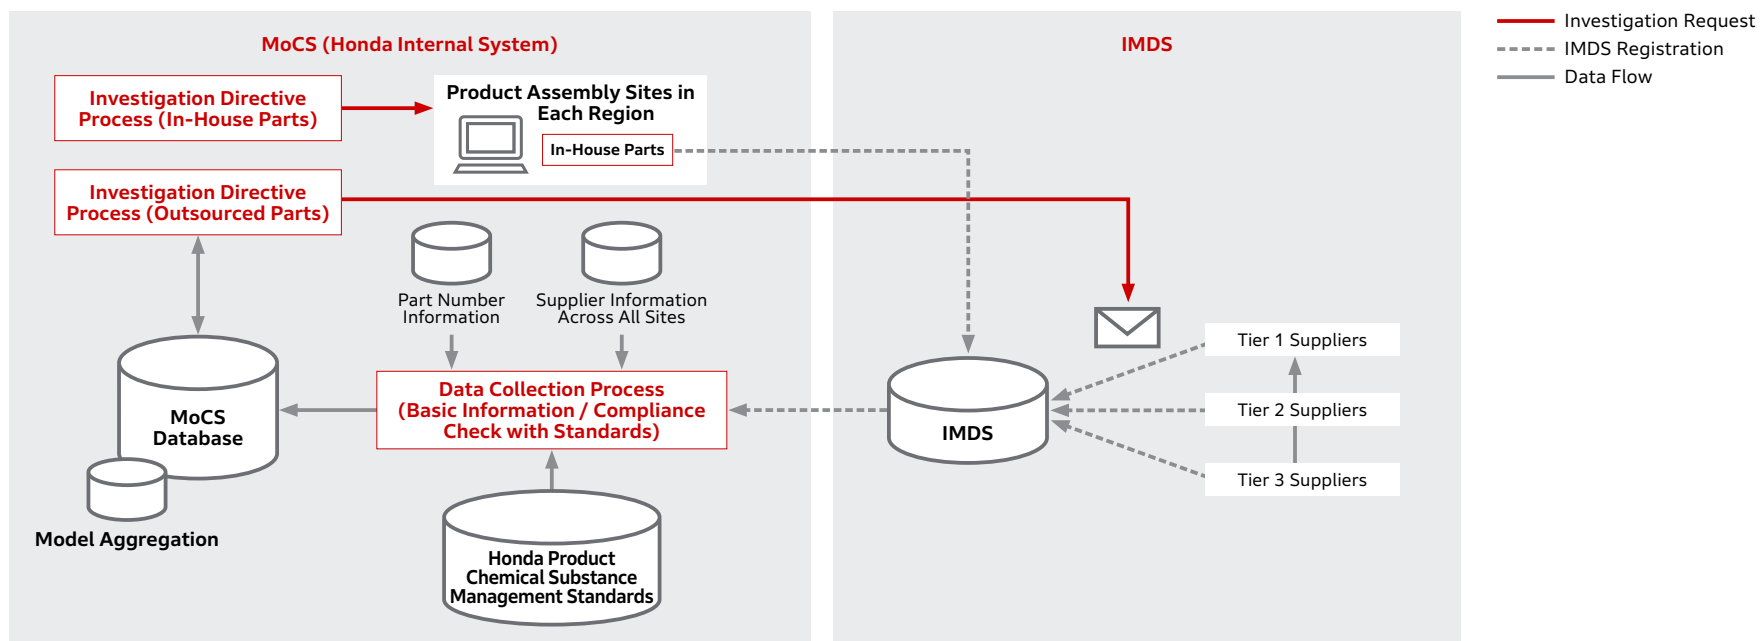 MoCS (Honda Internal System)
IMDS
Investigation Request
IMDS Registration
Data Flow
Investigation Directive
Process (In-House Parts)
Product Assembly Sites in
Each Region
In-House Parts
Investigation Directive
Process (Outsourced Parts)
Part Number
Information
Supplier Information
Across All Sites
Tier 1 Suppliers
Tier 2 Suppliers
Tier 3 Suppliers
Data Collection Process
(Basic Information / Compliance
Check with Standards)
MoCS
Database
IMDS
Model Aggregation
Honda Product
Chemical Substance
Management Standards